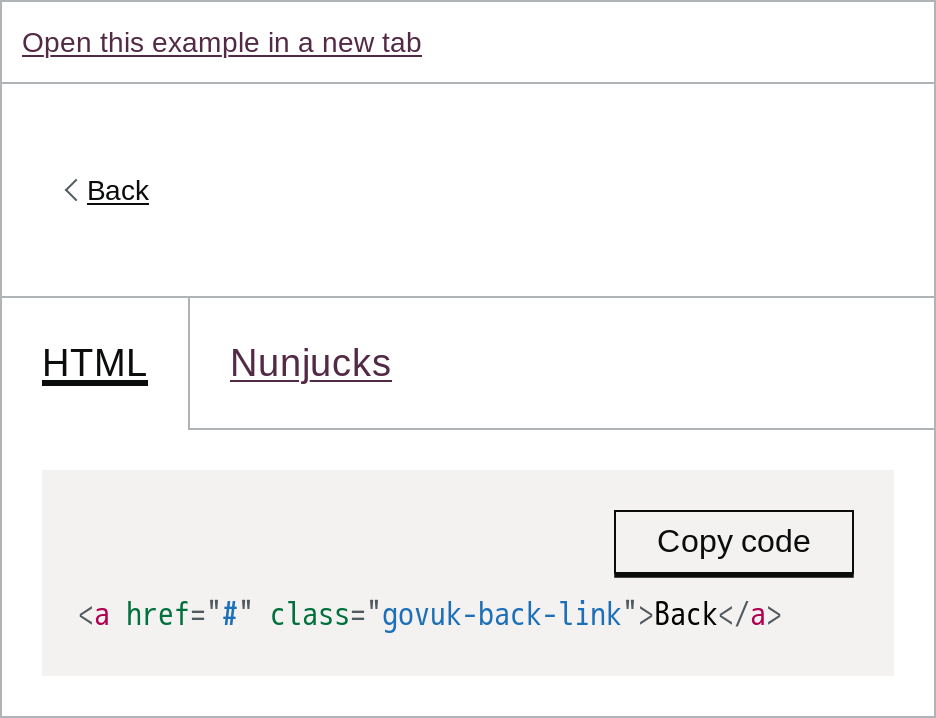 Open this example in a new tab
Back
HTML
Nunjucks
Copy code
<a href="#" class="govuk-back-link">Back</a>